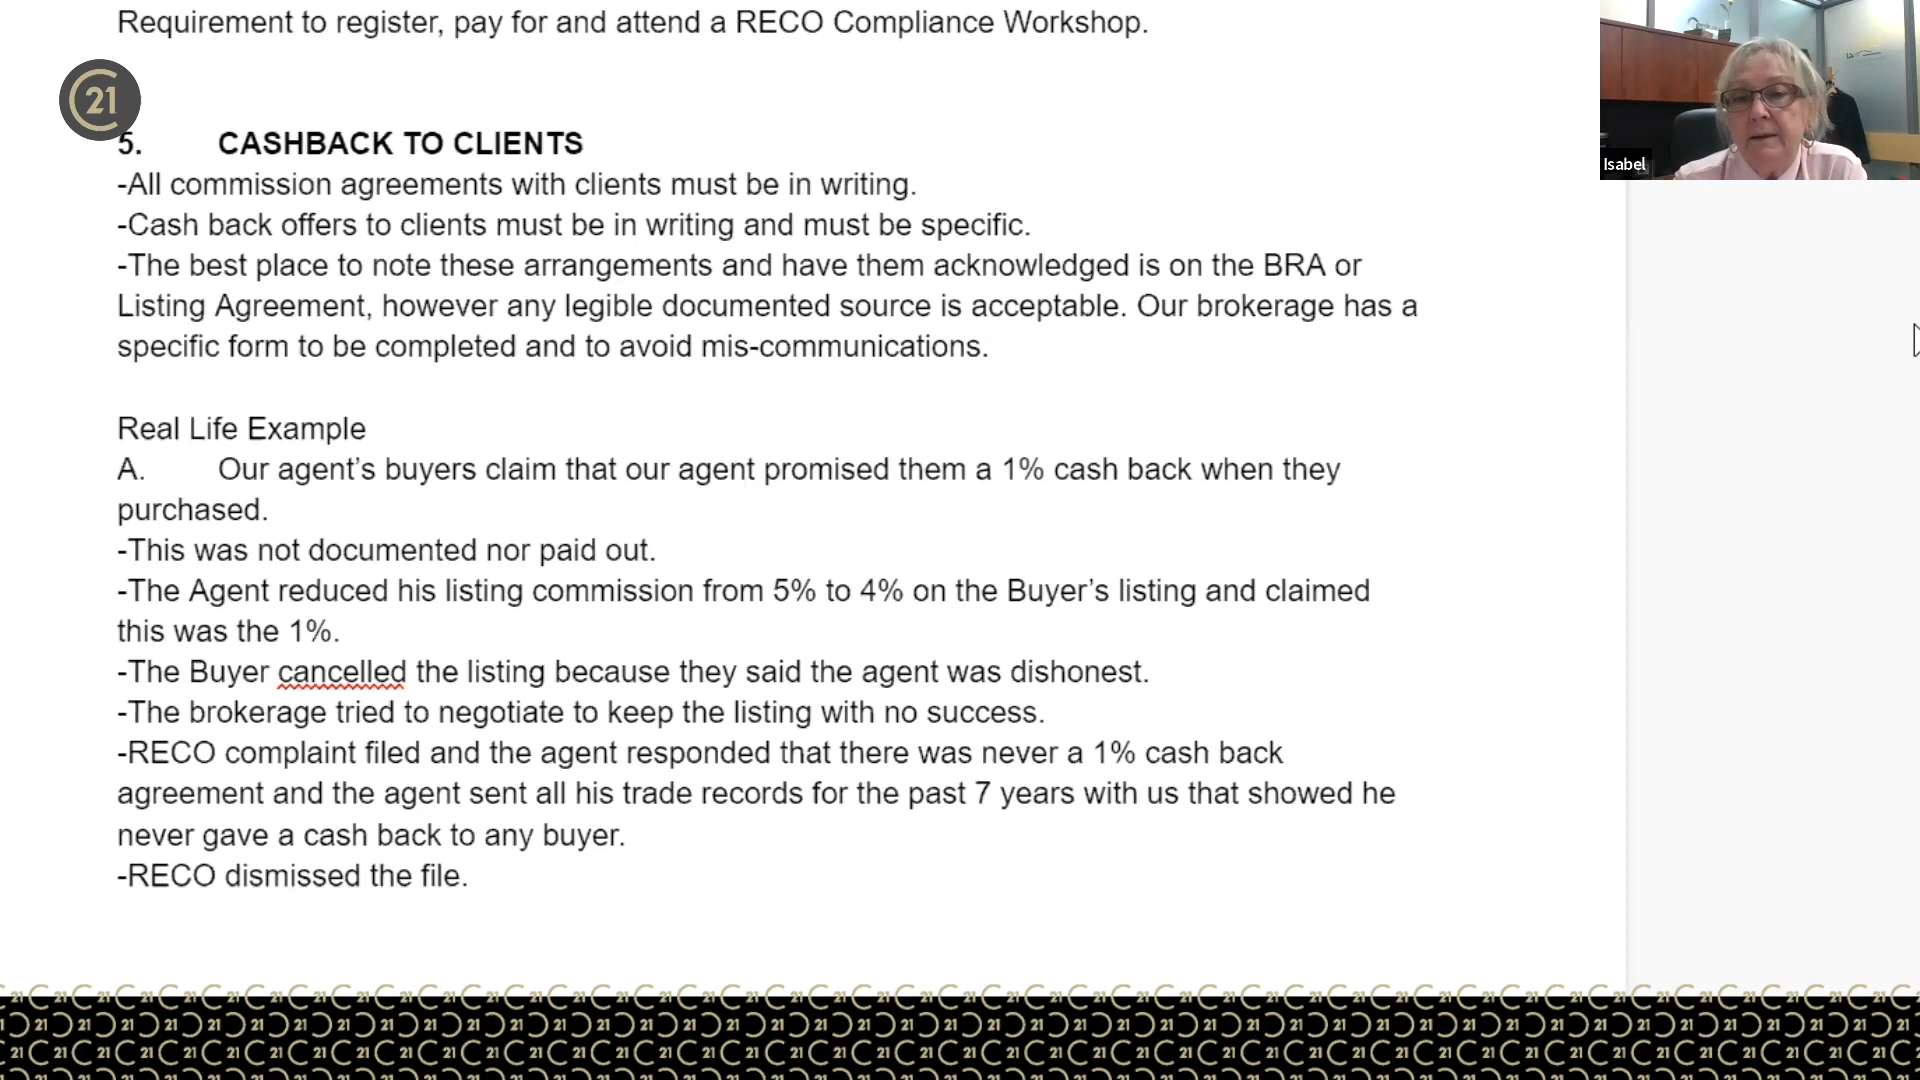 Requirement to register, pay for and attend a RECO Compliance Workshop.
C21
5. CASHBACK TO CLIENTS
-All commission agreements with clients must be in writing.
-Cash back offers to clients must be in writing and must be specific.
-The best place to note these arrangements and have them acknowledged is on the BRA or
Listing Agreement, however any legible documented source is acceptable. Our brokerage has a
specific form to be completed and to avoid mis-communications.
Real Life Example
A. Our agent’s buyers claim that our agent promised them a 1% cash back when they
purchased.
-This was not documented nor paid out.
-The Agent reduced his listing commission from 5% to 4% on the Buyer’s listing and claimed
this was the 1%.
-The Buyer cancelled the listing because they said the agent was dishonest.
-The brokerage tried to negotiate to keep the listing with no success.
-RECO complaint filed and the agent responded that there was never a 1% cash back
agreement and the agent sent all his trade records for the past 7 years with us that showed he
never gave a cash back to any buyer.
-RECO dismissed the file.
Isabel